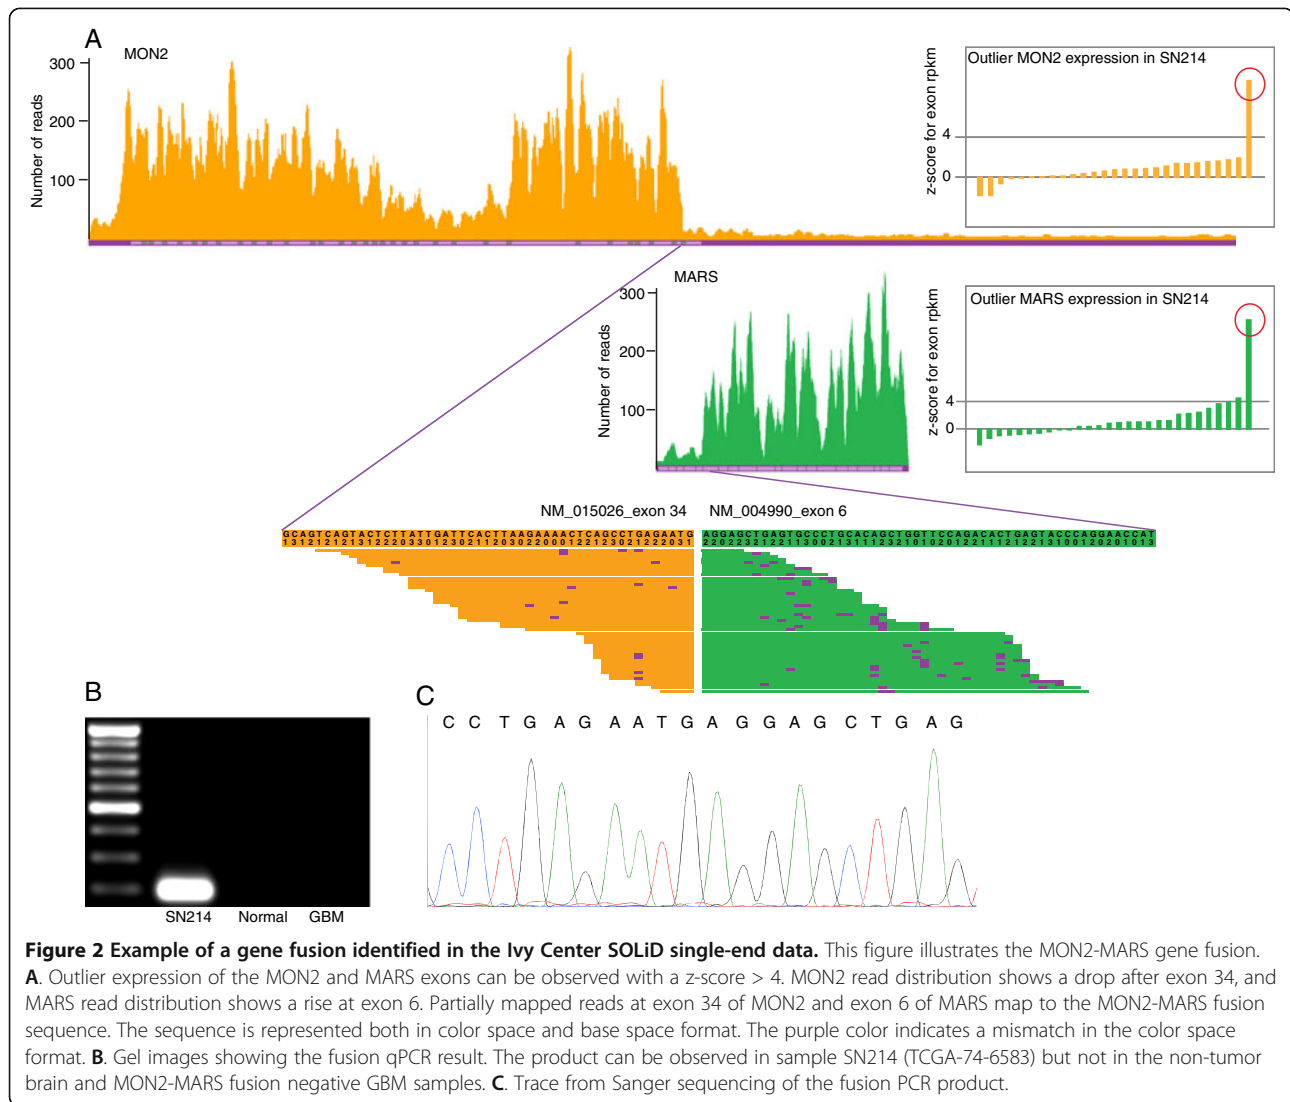 A
MON2
Number of reads
300
200
100
Outlier MON2 expression in SN214
z-score for exon rpkm
4
0
MARS
Number of reads
300
200
100
Outlier MARS expression in SN214
z-score for exon rpkm
4
0
NM_015026_exon 34
NM_004990_exon 6
GCAGTCAGTACTCTTATTGATTCACTTAAGAAAACTCAGCCTGAGAATG
1312121213122203301230211203022000122123021222031
AGGAGCTGAGTGCCCTGCACAGCTGGTTCCAGACACTGAGTACCCAGGAACCAT
220223212211300213111232101020122111212213100120201013
B
SN214 Normal GBM
C
C C T G A G A A T G A G G A G C T G A G
Figure 2 Example of a gene fusion identified in the Ivy Center SOLiD single-end data. This figure illustrates the MON2-MARS gene fusion.
A. Outlier expression of the MON2 and MARS exons can be observed with a z-score > 4. MON2 read distribution shows a drop after exon 34, and
MARS read distribution shows a rise at exon 6. Partially mapped reads at exon 34 of MON2 and exon 6 of MARS map to the MON2-MARS fusion
sequence. The sequence is represented both in color space and base space format. The purple color indicates a mismatch in the color space
format. B. Gel images showing the fusion qPCR result. The product can be observed in sample SN214 (TCGA-74-6583) but not in the non-tumor
brain and MON2-MARS fusion negative GBM samples. C. Trace from Sanger sequencing of the fusion PCR product.